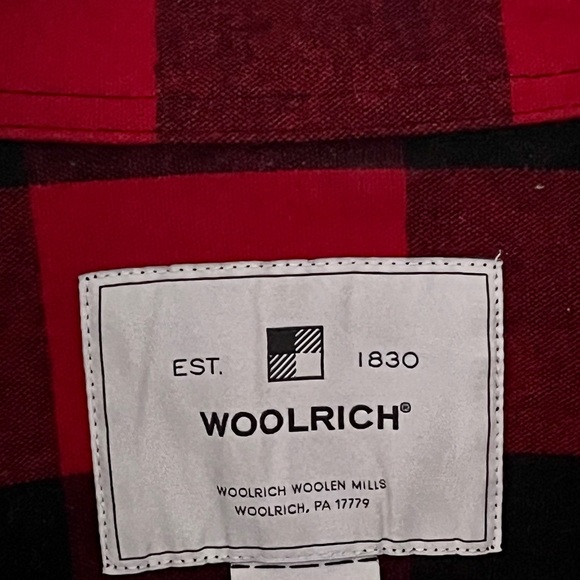 EST. 1830
WOOLRICH®
WOOLRICH WOOLEN MILLS
WOOLRICH, PA 17779